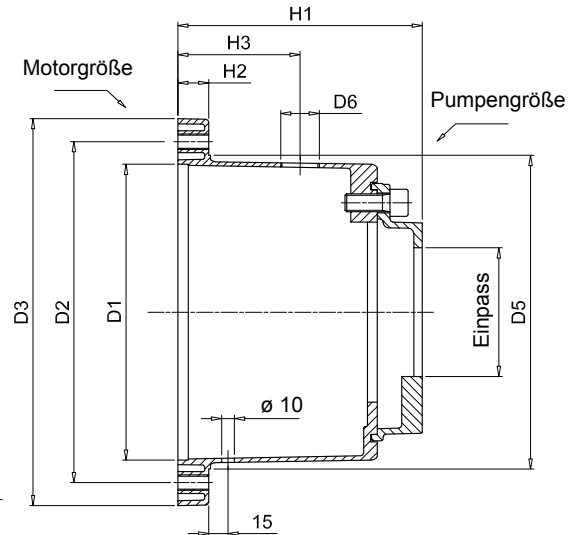 H1
H3
Motorgröße
H2
D6
Pumpengröße
D3
D2
D1
Einpass
D5
ø 10
15